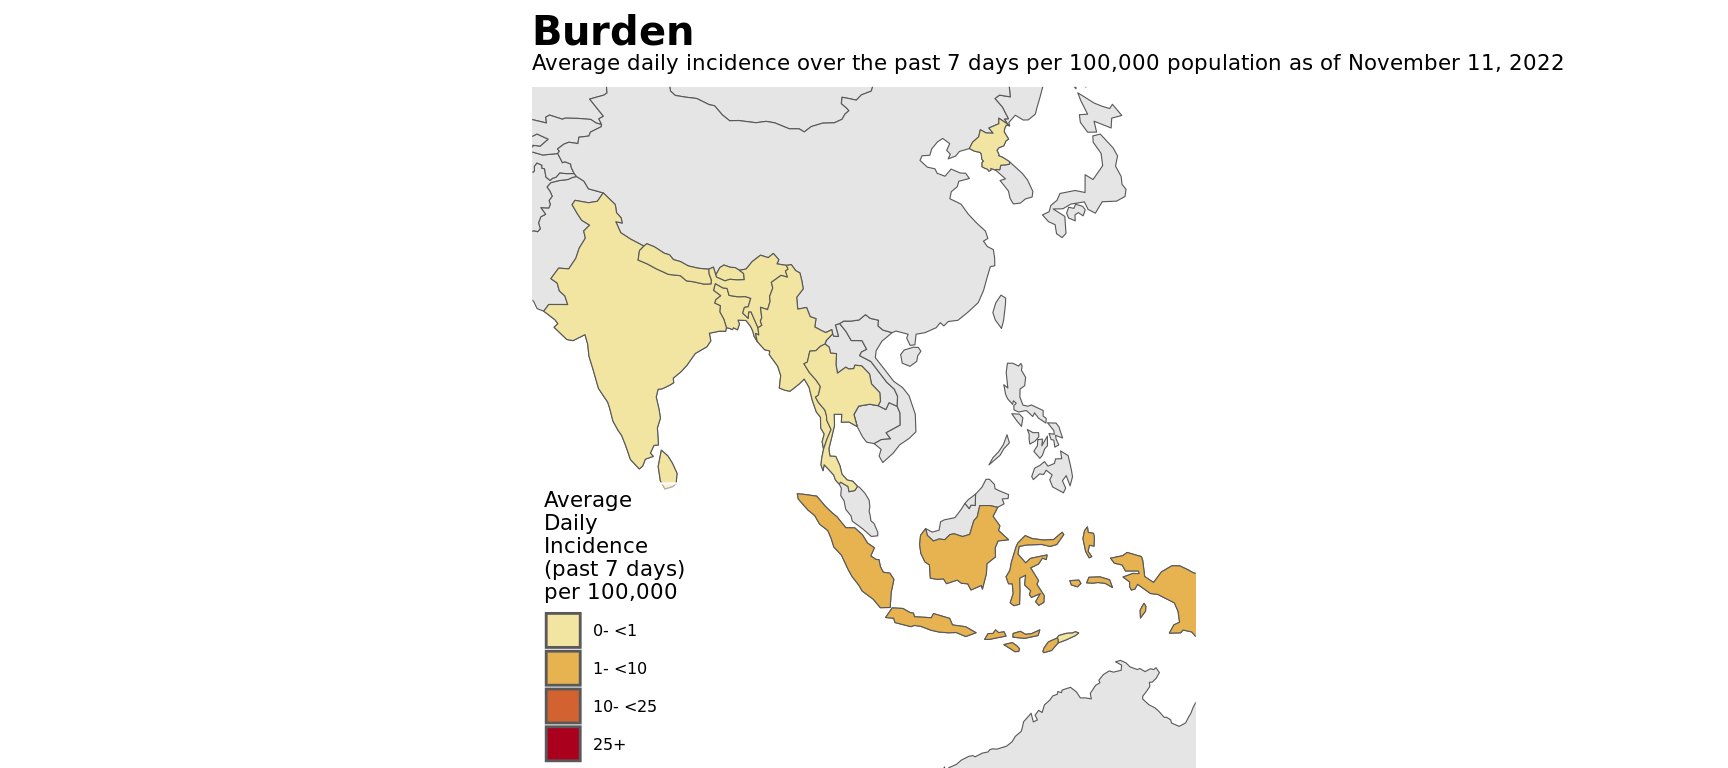 Burden
Average daily incidence over the past 7 days per 100,000 population as of November 11, 2022
Average
Daily
Incidence
(past 7 days)
per 100,000
0- <1
1- <10
10- <25
25+